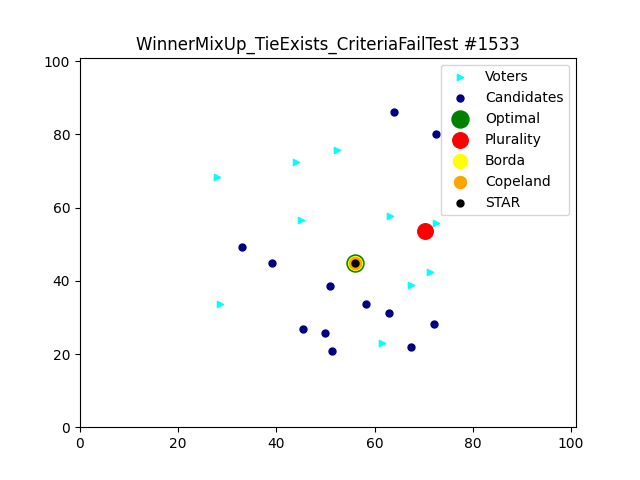 WinnerMixUp_TieExists_CriteriaFailTest #1533
100
80
60
40
20
0
0 20 40 60 80 100
Voters
Candidates
Optimal
Plurality
Borda
Copeland
STAR